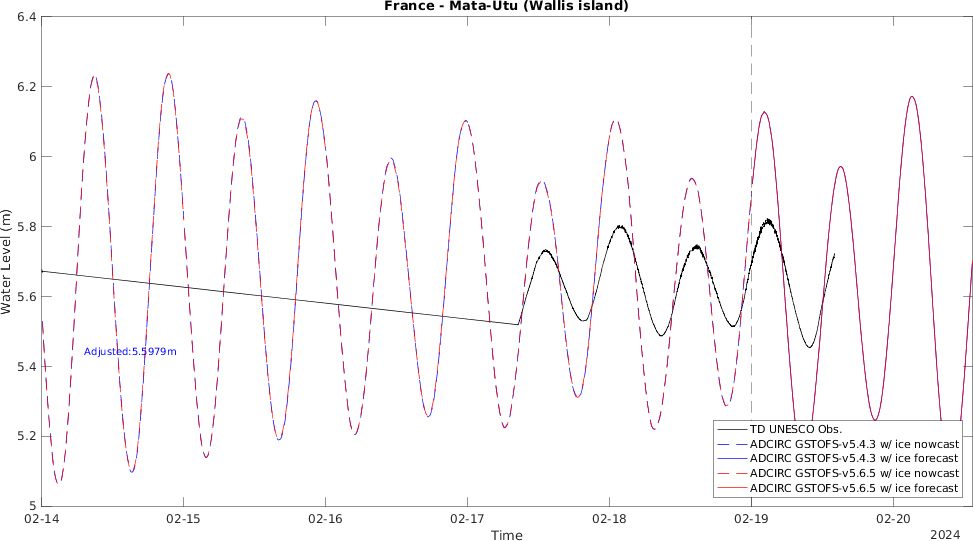 France - Mata-Utu (Wallis island)
6.4
6.2
6
5.8
5.6
5.4
5.2
5
Water Level (m)
Adjusted:5.5979m
TD UNESCO Obs.
ADCIRC GSTOFS-v5.4.3 w/ ice nowcast
ADCIRC GSTOFS-v5.4.3 w/ ice forecast
ADCIRC GSTOFS-v5.6.5 w/ ice nowcast
ADCIRC GSTOFS-v5.6.5 w/ ice forecast
02-14 02-15 02-16 02-17 02-18 02-19 02-20
Time
2024